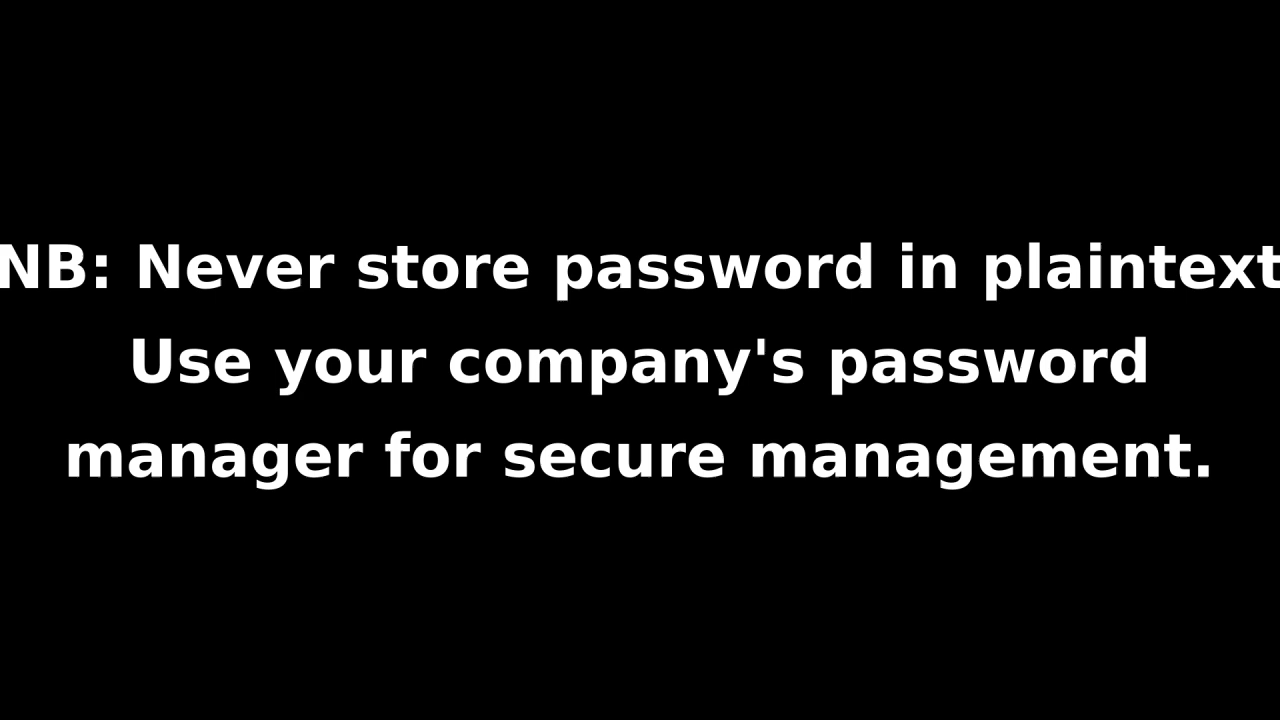 NB: Never store password in plaintext
Use your company's password
manager for secure management.